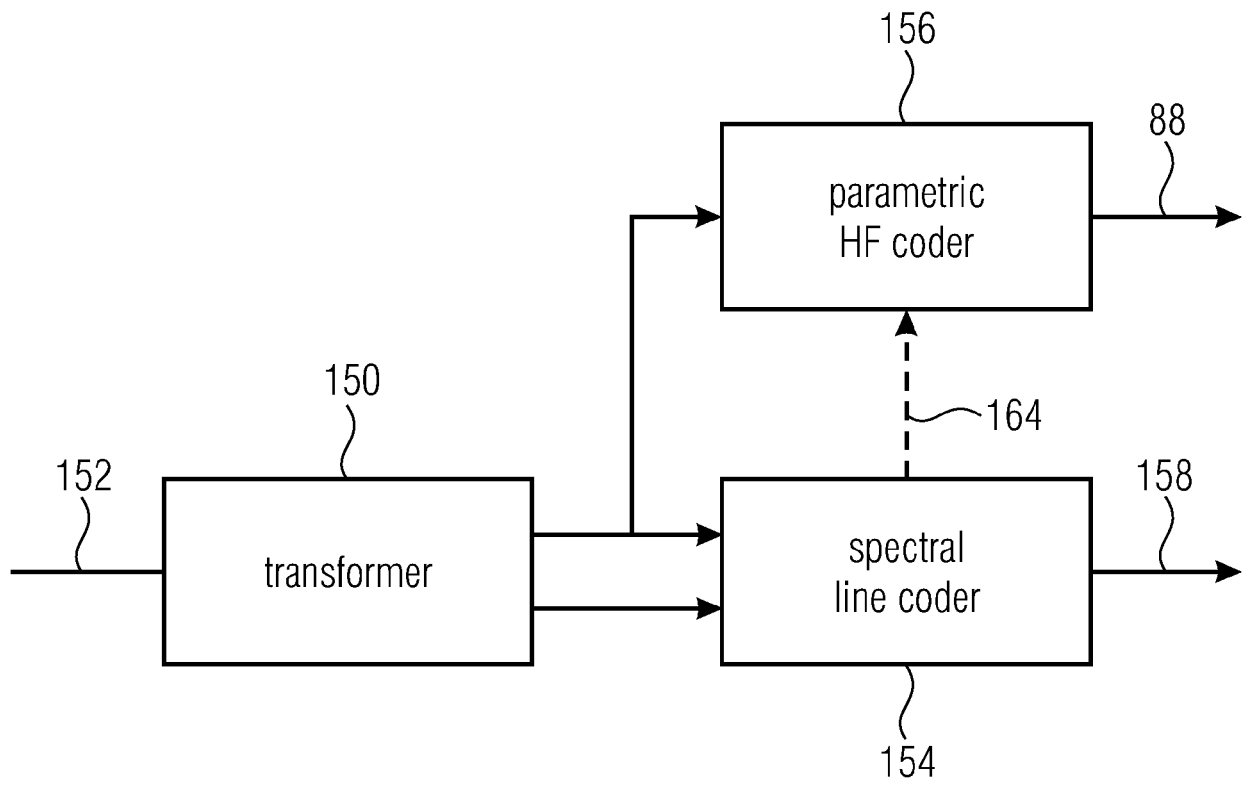 156
88
parametric
HF coder
150
164
152
158
transformer
spectral
line coder
154